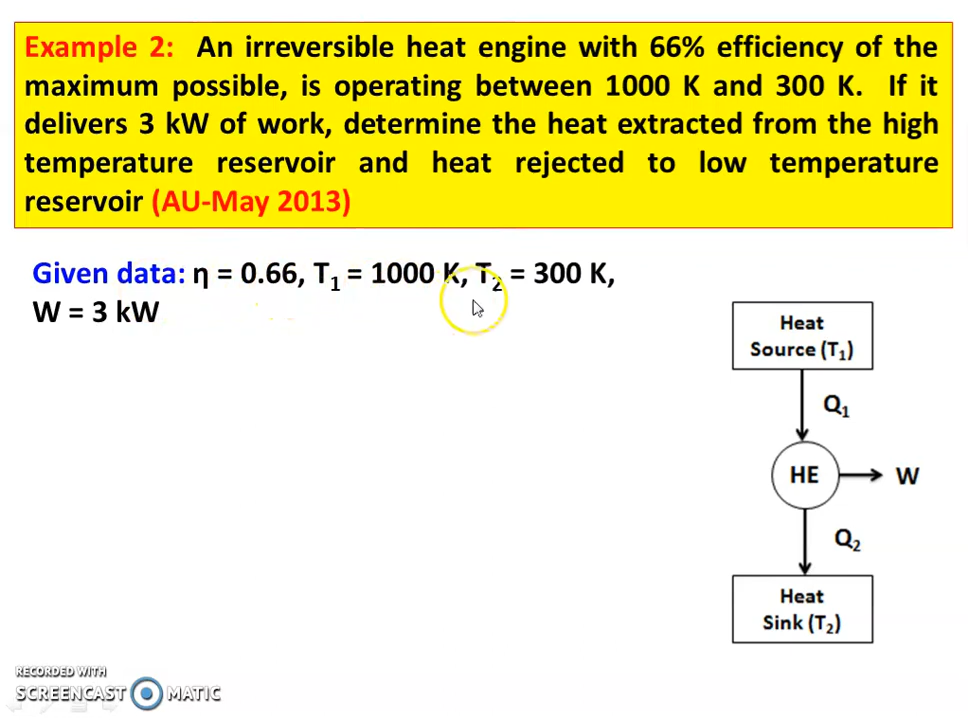 Example 2: An irreversible heat engine with 66% efficiency of the
maximum possible, is operating between 1000 K and 300 K. If it
delivers 3 kW of work, determine the heat extracted from the high
temperature reservoir and heat rejected to low temperature
reservoir (AU-May 2013)
Given data: η = 0.66, T₁ = 1000 K, T₂ = 300 K,
W = 3 kW
Heat
Source (T₁)
Q₁
HE
W
Q₂
Heat
Sink (T₂)
RECORDED WITH
SCREENCAST MATIC